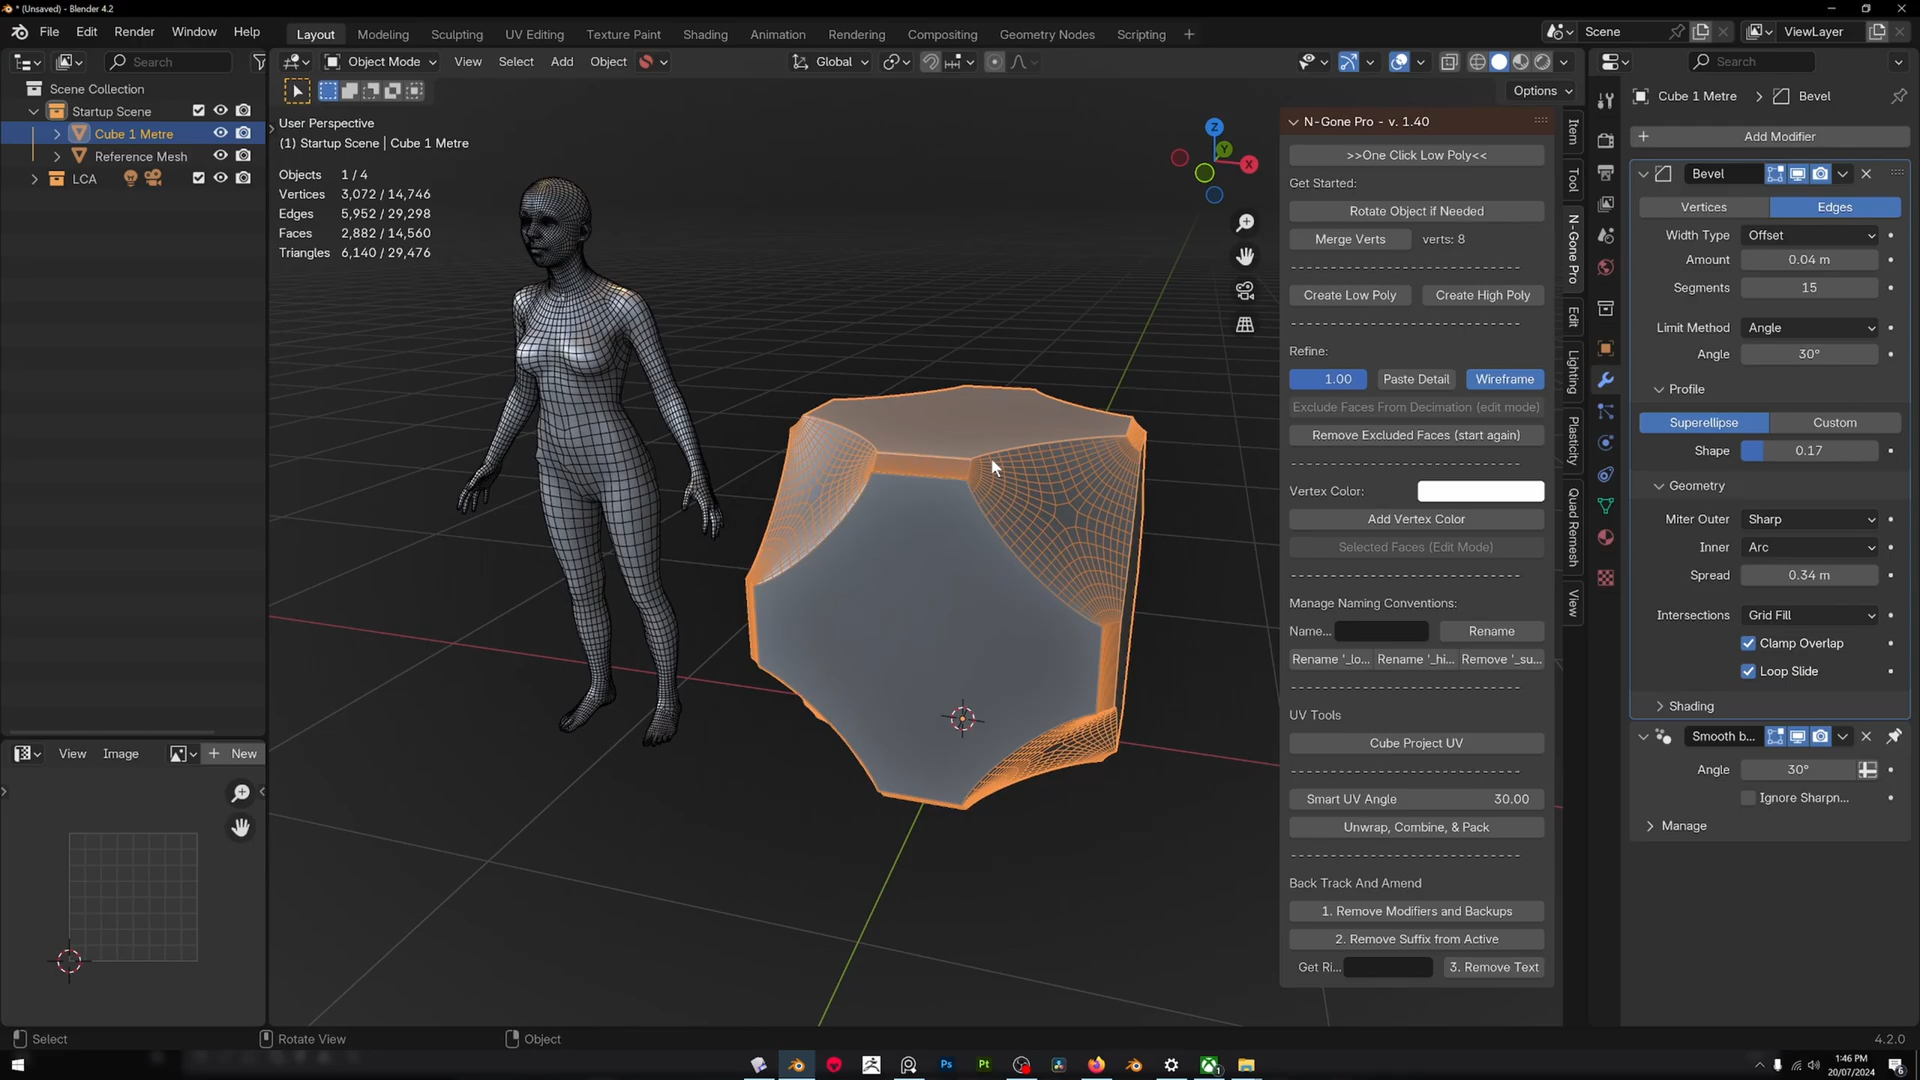 * (Unsaved) - Blender 4.2
File Edit Render Window Help
Layout Modeling Sculpting UV Editing Texture Paint Shading Animation Rendering Compositing Geometry Nodes Scripting
Scene
ViewLayer
Search
Object Mode View Select Add Object Global
Options
Search
Scene Collection
Startup Scene
Cube 1 Metre
Reference Mesh
LCA
User Perspective
(1) Startup Scene | Cube 1 Metre
Objects 1 / 4
Vertices 3,072 / 14,746
Edges 5,952 / 29,298
Faces 2,882 / 14,560
Triangles 6,140 / 29,476
Z
Y
X
N-Gone Pro - v. 1.40
>>One Click Low Poly<<
Get Started:
Rotate Object if Needed
Merge Verts verts: 8
Create Low Poly Create High Poly
Refine:
1.00 Paste Detail Wireframe
Exclude Faces From Decimation (edit mode)
Remove Excluded Faces (start again)
Vertex Color:
Add Vertex Color
Selected Faces (Edit Mode)
Manage Naming Conventions:
Name... Rename
Rename '_lo... Rename '_hi... Remove '_su...
UV Tools
Cube Project UV
Smart UV Angle 30.00
Unwrap, Combine, & Pack
Back Track And Amend
1. Remove Modifiers and Backups
2. Remove Suffix from Active
Get Ri... 3. Remove Text
Item
Tool
N-Gone Pro
Edit
Lighting
Plasticity
Quad Remesh
View
Cube 1 Metre > Bevel
Add Modifier
Bevel
Vertices Edges
Width Type Offset
Amount 0.04 m
Segments 15
Limit Method Angle
Angle 30°
Profile
Superellipse Custom
Shape 0.17
Geometry
Miter Outer Sharp
Inner Arc
Spread 0.34 m
Intersections Grid Fill
Clamp Overlap
Loop Slide
Shading
Smooth b...
Angle 30°
Ignore Sharpn...
Manage
View Image New
Select Rotate View Object
4.2.0
Ps
Pt
1:46 PM
20/07/2024